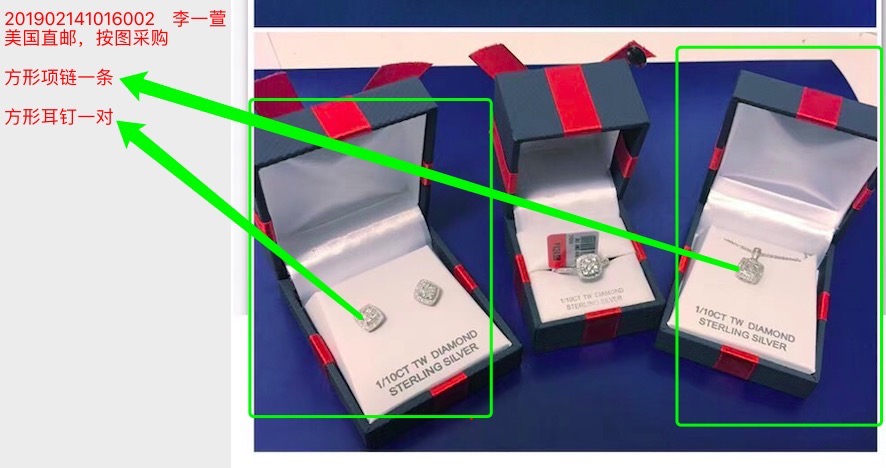 201902141016002 李一萱
美国直邮，按图采购
方形项链一条
方形耳钉一对
1/10CT TW DIAMOND
STERLING SILVER
1/10CT TW DIAMOND
STERLING SILVER
1/10CT TW DIAMOND
STERLING SILVER